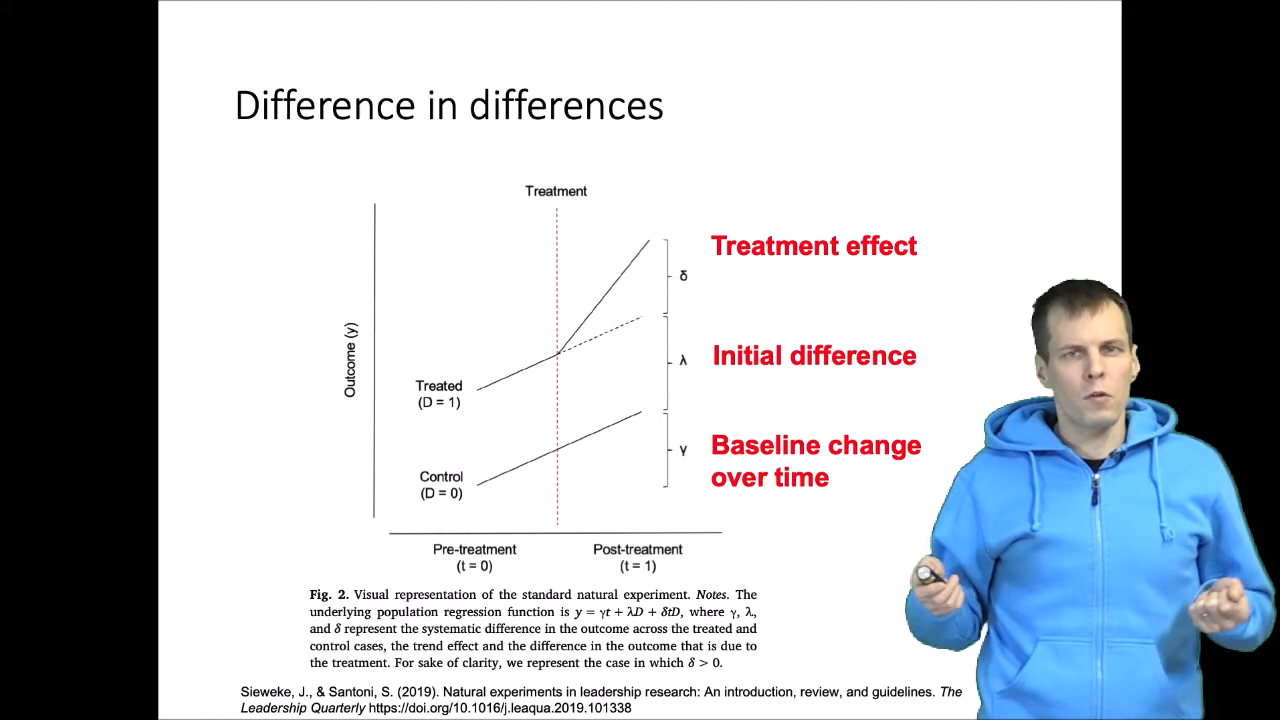 Difference in differences
Treatment
Treatment effect
δ
Outcome (y)
Initial difference
λ
Treated
(D = 1)
Baseline change
over time
γ
Control
(D = 0)
Pre-treatment
(t = 0)
Post-treatment
(t = 1)
Fig. 2. Visual representation of the standard natural experiment. Notes. The
underlying population regression function is y = γt + λD + δtD, where γ, λ,
and δ represent the systematic difference in the outcome across the treated and
control cases, the trend effect and the difference in the outcome that is due to
the treatment. For sake of clarity, we represent the case in which δ > 0.
Sieweke, J., & Santoni, S. (2019). Natural experiments in leadership research: An introduction, review, and guidelines. The
Leadership Quarterly https://doi.org/10.1016/j.leaqua.2019.101338